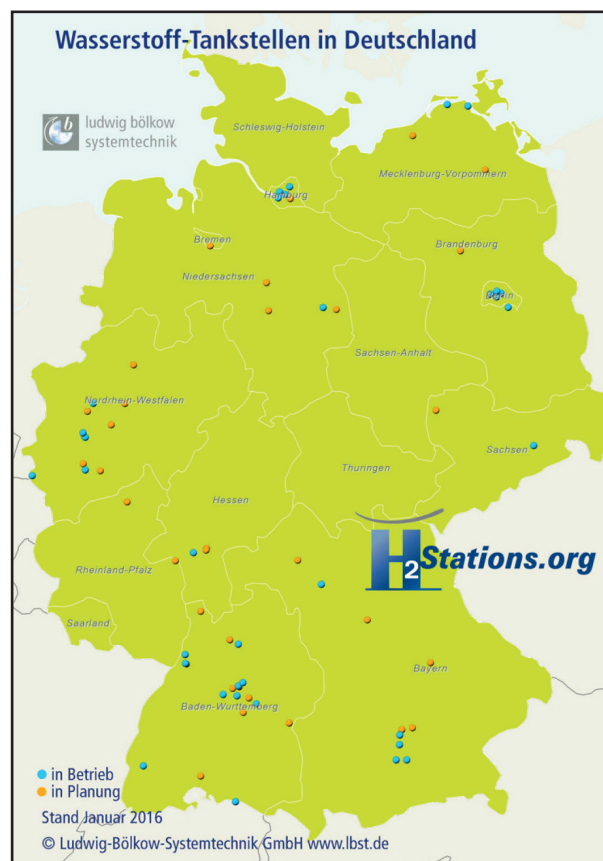 Wasserstoff-Tankstellen in Deutschland
ludwig bölkow
systemtechnik
Schleswig-Holstein
Mecklenburg-Vorpommern
Hamburg
Bremen
Brandenburg
Niedersachsen
Berlin
Sachsen-Anhalt
Nordrhein-Westfalen
Sachsen
Thuringen
Hessen
H2Stations.org
Rheinland-Pfalz
Saarland
Bayern
Baden-Wurttemberg
in Betrieb
in Planung
Stand Januar 2016
© Ludwig-Bölkow-Systemtechnik GmbH www.lbst.de